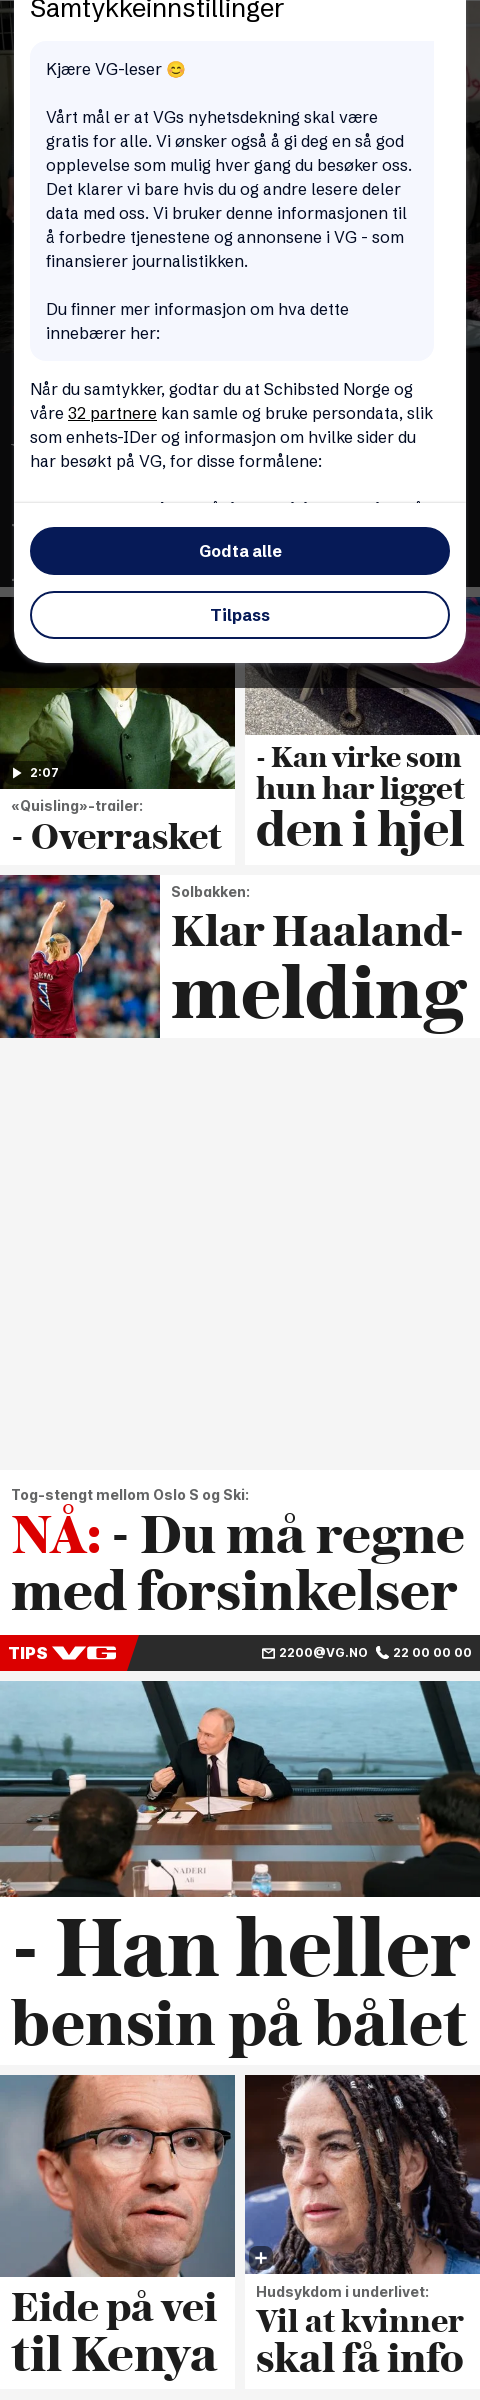 Samtykkeinnstillinger
Kjære VG-leser 😊
Vårt mål er at VGs nyhetsdekning skal være
gratis for alle. Vi ønsker også å gi deg en så god
opplevelse som mulig hver gang du besøker oss.
Det klarer vi bare hvis du og andre lesere deler
data med oss. Vi bruker denne informasjonen til
å forbedre tjenestene og annonsene i VG - som
finansierer journalistikken.
Du finner mer informasjon om hva dette
innebærer her:
Når du samtykker, godtar du at Schibsted Norge og
våre 32 partnere kan samle og bruke persondata, slik
som enhets-IDer og informasjon om hvilke sider du
har besøkt på VG, for disse formålene:
Godta alle
Tilpass
2:07
«Quisling»-trailer:
- Overrasket
- Kan virke som
hun har ligget
den i hjel
Solbakken:
Klar Haaland-
melding
9
Tog-stengt mellom Oslo S og Ski:
NÅ: - Du må regne
med forsinkelser
TIPS VG 2200@VG.NO 22 00 00 00
NADERI
- Han heller
bensin på bålet
Eide på vei
til Kenya
Hudsykdom i underlivet:
Vil at kvinner
skal få info